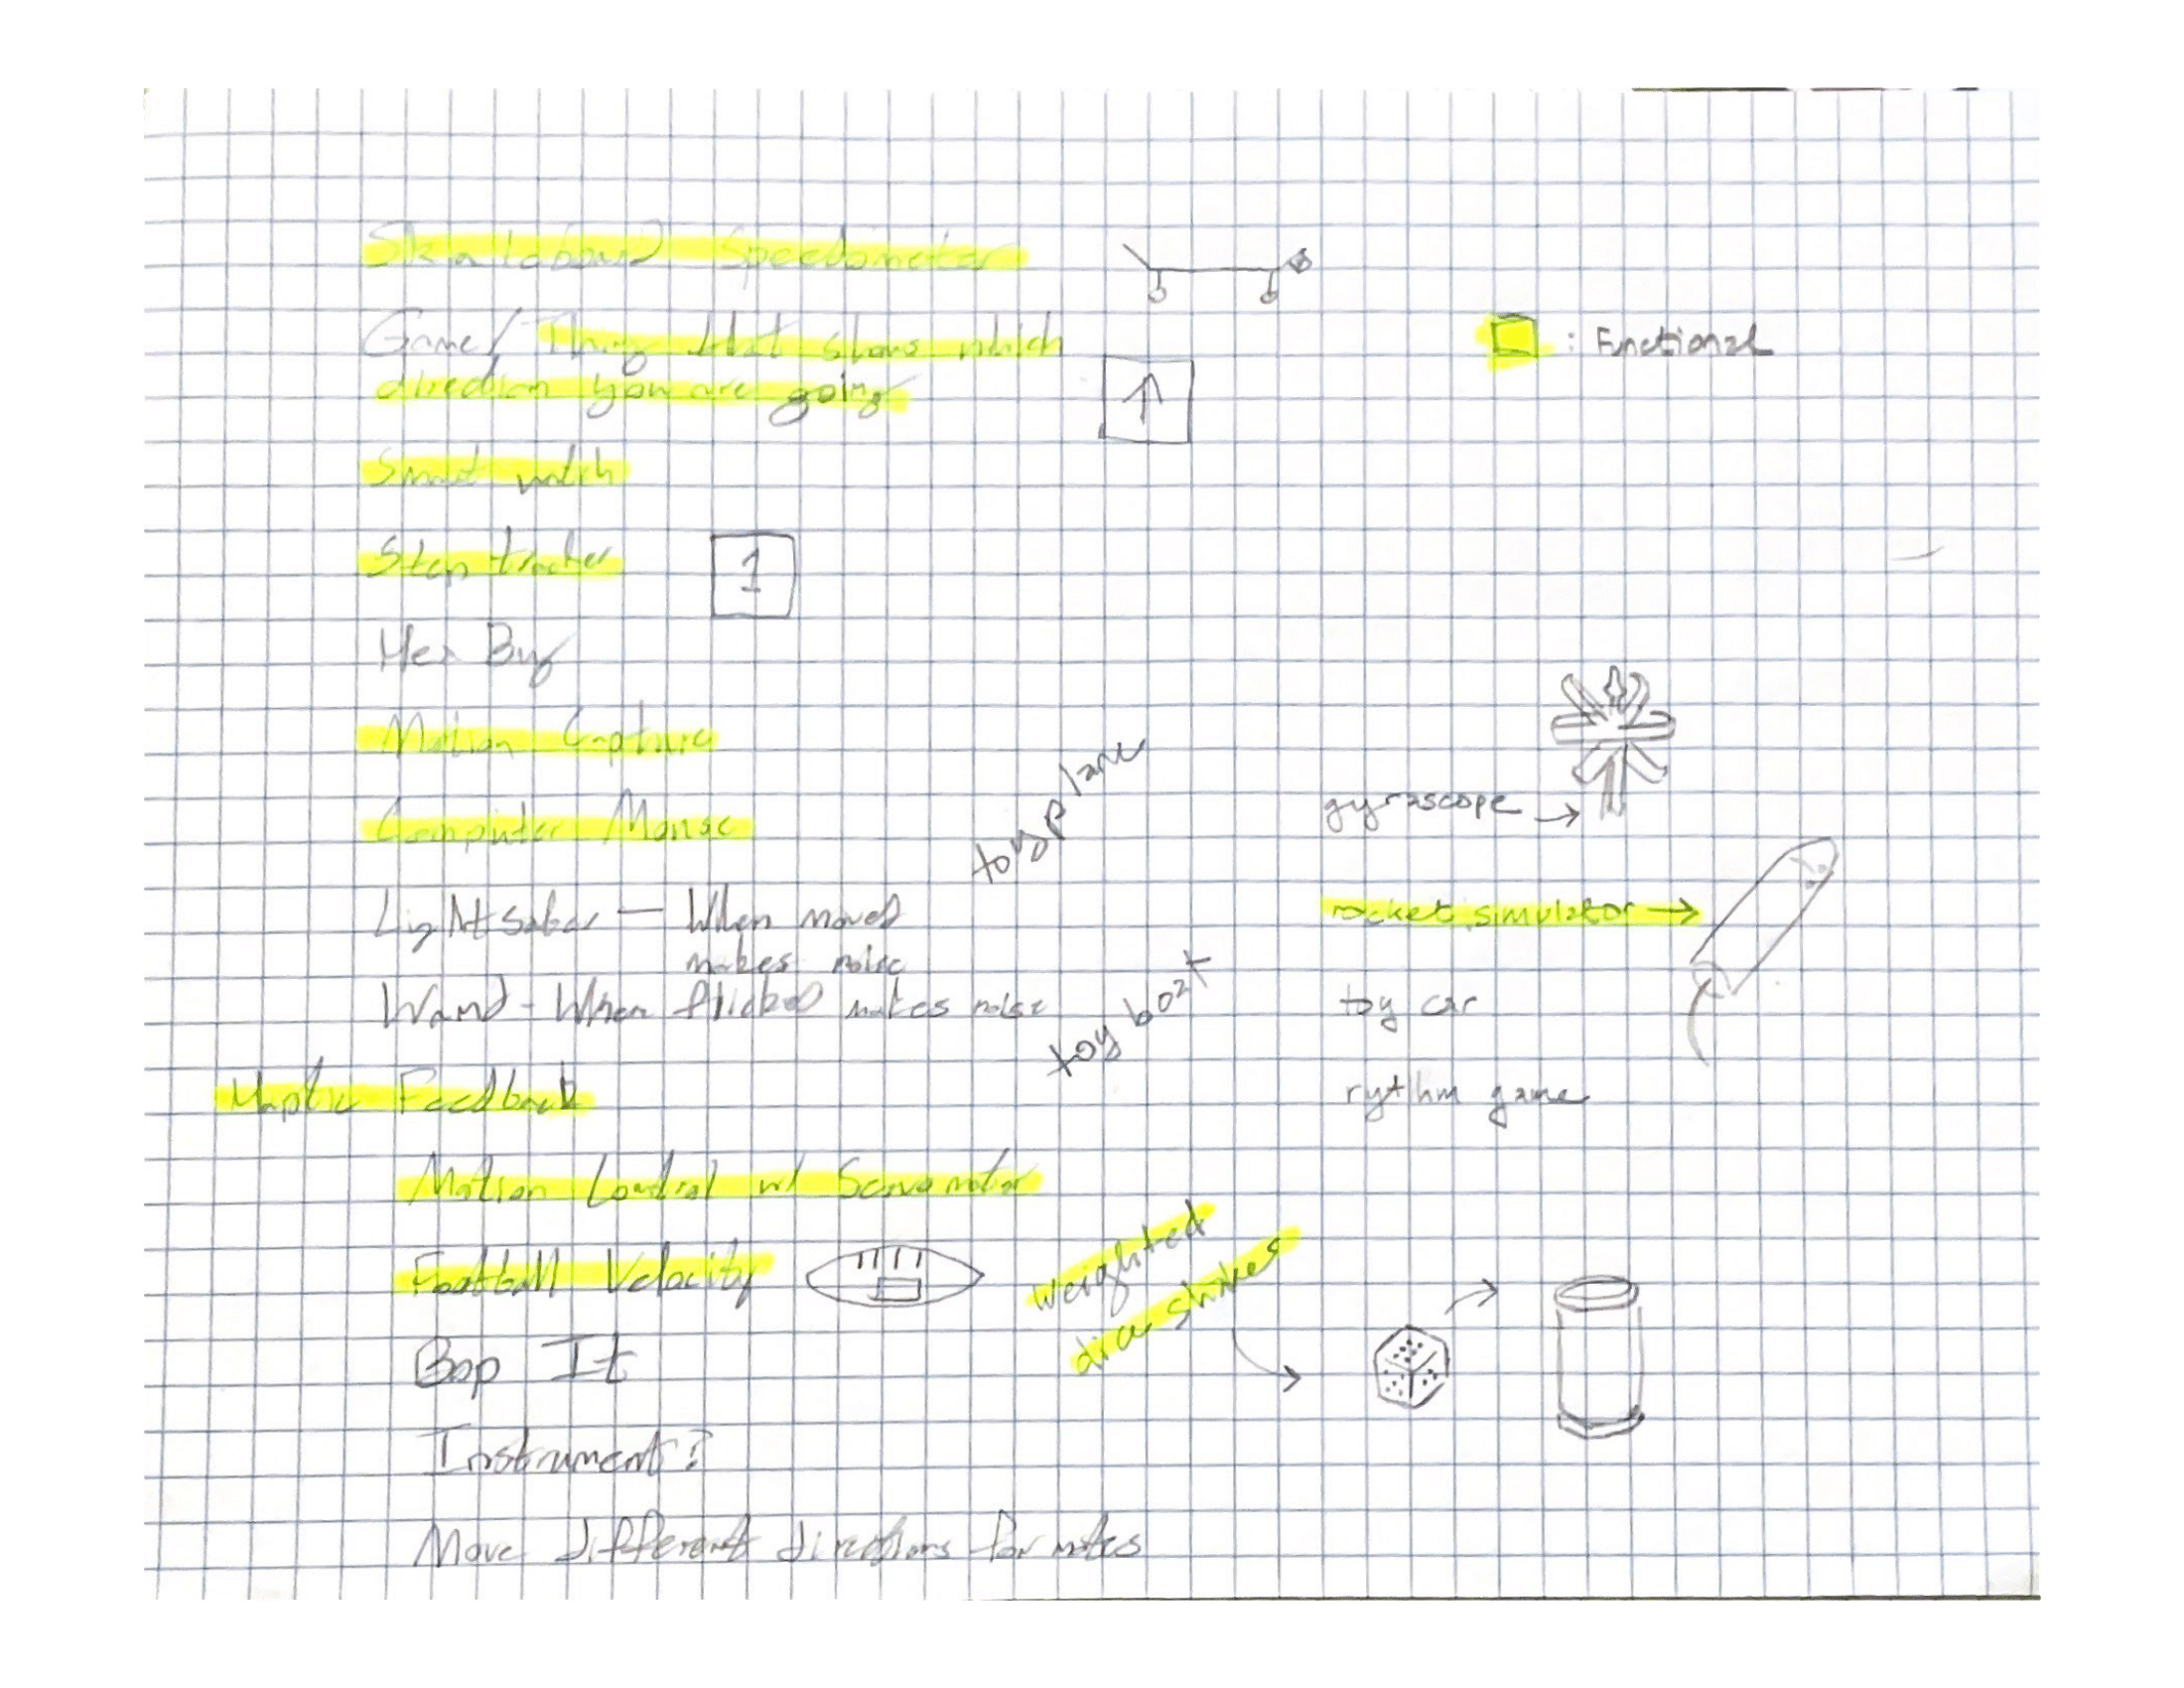 Skateboard Speedometer
Game/Thing that shows which
direction you are going
↑
: Functional
Smart watch
Step tracker
1
Hex Bug
Motion Capture
Computer Mouse
toy plane
gyroscope →
Lightsaber — When moved
makes noise
rocket simulator →
Wand - When flicked makes noise
toy boat
toy car
Haptic Feedback
rythm game
Motion Control w/ Servomotor
Football Velocity
weighted
dice shaker
Bop It
Instrument?
Move different directions for notes